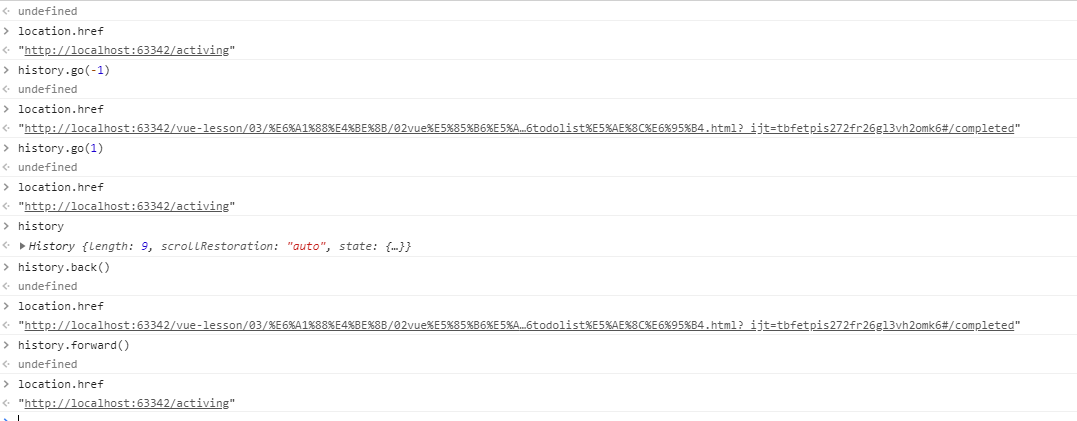 undefined
location.href
"http://localhost:63342/activing"
history.go(-1)
undefined
location.href
"http://localhost:63342/vue-lesson/03/%E6%A1%88%E4%BE%8B/02vue%E5%85%B6%E5%A…6todolist%E5%AE%8C%E6%95%B4.html?_ijt=tbfetpis272fr26gl3vh2omk6#/completed"
history.go(1)
undefined
location.href
"http://localhost:63342/activing"
history
History {length: 9, scrollRestoration: "auto", state: {…}}
history.back()
undefined
location.href
"http://localhost:63342/vue-lesson/03/%E6%A1%88%E4%BE%8B/02vue%E5%85%B6%E5%A…6todolist%E5%AE%8C%E6%95%B4.html?_ijt=tbfetpis272fr26gl3vh2omk6#/completed"
history.forward()
undefined
location.href
"http://localhost:63342/activing"